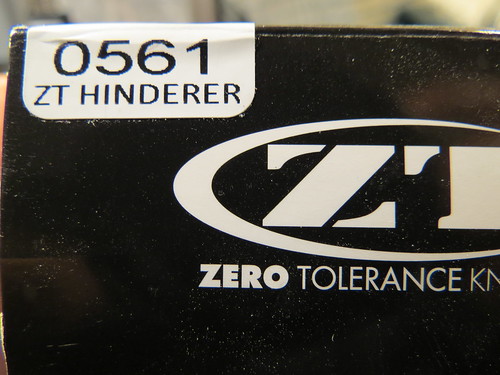 0561
ZT HINDERER
ZT
ZERO TOLERANCE KN